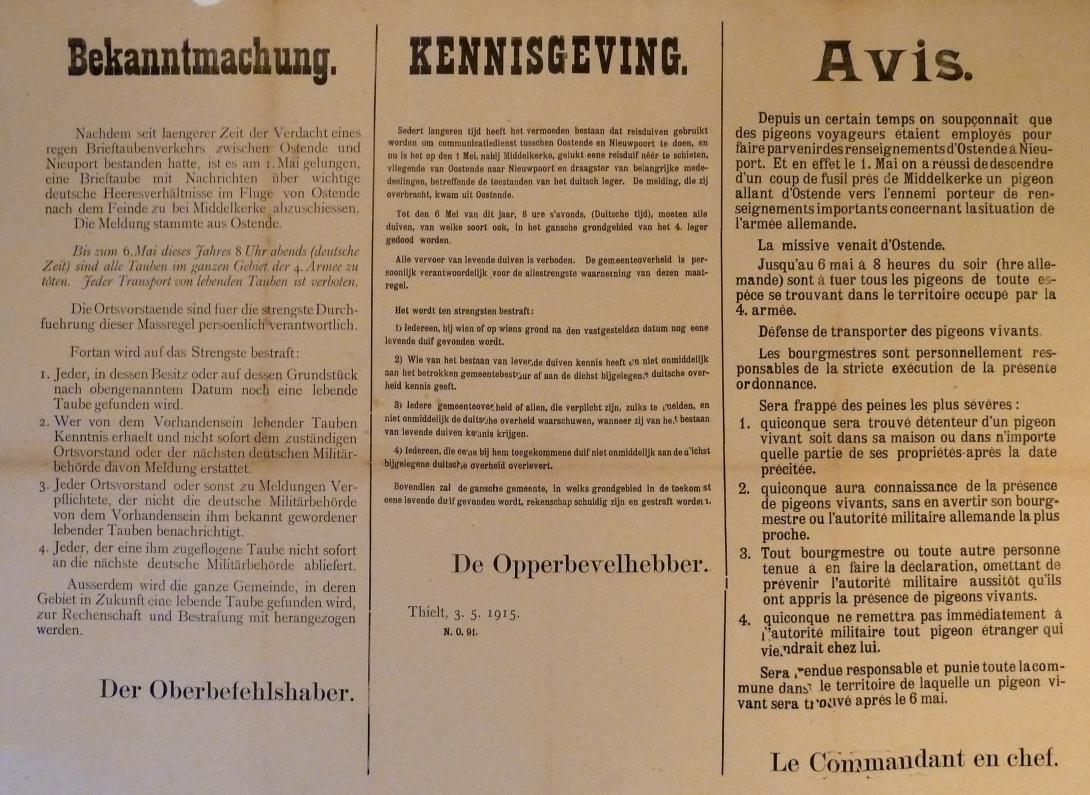 Bekanntmachung.
Nachdem seit laengerer Zeit der Verdacht eines
regen Brieftaubenverkehrs zwischen Ostende und
Nieuport bestanden hatte, ist es am 1. Mai gelungen,
eine Brieftaube mit Nachrichten über wichtige
deutsche Heeresverhältnisse im Fluge von Ostende
nach dem Feinde zu bei Middelkerke abzuschiessen.
Die Meldung stammte aus Ostende.
Bis zum 6. Mai dieses Jahres 8 Uhr abends (deutsche
Zeit) sind alle Tauben im ganzen Gebiet der 4. Armee zu
töten. Jeder Transport von lebenden Tauben ist verboten.
Die Ortsvorstaende sind fuer die strengste Durch-
fuehrung dieser Massregel persoenlich verantwortlich.
Fortan wird auf das Strengste bestraft:
1. Jeder, in dessen Besitz oder auf dessen Grundstück
nach obengenanntem Datum noch eine lebende
Taube gefunden wird.
2. Wer von dem Vorhandensein lebender Tauben
Kenntnis erhaelt und nicht sofort dem zuständigen
Ortsvorstand oder der nächsten deutschen Militär-
behörde davon Meldung erstattet.
3. Jeder Ortsvorstand oder sonst zu Meldungen Ver-
pflichtete, der nicht die deutsche Militärbehörde
von dem Vorhandensein ihm bekannt gewordener
lebender Tauben benachrichtigt.
4. Jeder, der eine ihm zugeflogene Taube nicht sofort
an die nächste deutsche Militärbehörde abliefert.
Ausserdem wird die ganze Gemeinde, in deren
Gebiet in Zukunft eine lebende Taube gefunden wird,
zur Rechenschaft und Bestrafung mit herangezogen
werden.
Der Oberbefehlshaber.
KENNISGEVING.
Sedert langeren tijd heeft het vermoeden bestaan dat reisduiven gebruikt
worden om communicatiedienst tusschen Oostende en Nieuwpoort te doen, en
nu is het op den 1 Mei, nabij Middelkerke, gelukt eene reisduif néêr te schieten,
vliegende van Oostende naar Nieuwpoort en draagster van belangrijke mede-
deelingen, betreffende de toestanden van het duitsch leger. De melding, die zij
overbracht, kwam uit Oostende.
Tot den 6 Mei van dit jaar, 8 ure s'avonds, (Duitsche tijd), moeten alle
duiven, van welke soort ook, in het gansche grondgebied van het 4. leger
gedood worden.
Alle vervoer van levende duiven is verboden. De gemeenteoverheid is per-
soonlijk verantwoordelijk voor de allestrengste waarneming van dezen maat-
regel.
Het wordt ten strengsten bestraft:
1) Iedereen, bij wien of op wiens grond na den vastgestelden datum nog eene
levende duif gevonden wordt.
2) Wie van het bestaan van levende duiven kennis heeft en niet onmiddelijk
aan het betrokken gemeentebestuur of aan de dichst bijgelegene duitsche over-
heid kennis geeft.
3) Iedere gemeenteoverheid of allen, die verplicht zijn, zulks te melden, en
niet onmiddelijk de duitsche overheid waarschuwen, wanneer zij van het bestaan
van levende duiven kennis krijgen.
4) Iedereen, die eene bij hem toegekomene duif niet onmiddelijk aan de dichst
bijgelegene duitsche overheid overlevert.
Bovendien zal de gansche gemeente, in welks grondgebied in de toekomst
eene levende duif gevonden wordt, rekenschap schuldig zijn en gestraft worden.
De Opperbevelhebber.
Thielt, 3. 5. 1915.
N. O. 91.
Avis.
Depuis un certain temps on soupçonnait que
des pigeons voyageurs étaient employés pour
faire parvenir des renseignements d'Ostende à Nieu-
port. Et en effet le 1. Mai on a réussi de descendre
d'un coup de fusil prés de Middelkerke un pigeon
allant d'Ostende vers l'ennemi porteur de ren-
seignements importants concernant la situation de
l'armée allemande.
La missive venait d'Ostende.
Jusqu'au 6 mai à 8 heures du soir (hre alle-
mande) sont à tuer tous les pigeons de toute es-
pèce se trouvant dans le territoire occupé par la
4. armée.
Défense de transporter des pigeons vivants.
Les bourgmestres sont personnellement res-
ponsables de la stricte exécution de la présente
ordonnance.
Sera frappé des peines les plus sévères :
1. quiconque sera trouvé détenteur d'un pigeon
vivant soit dans sa maison ou dans n'importe
quelle partie de ses propriétés-après la date
précitée.
2. quiconque aura connaissance de la présence
de pigeons vivants, sans en avertir son bourg-
mestre ou l'autorité militaire allemande la plus
proche.
3. Tout bourgmestre ou toute autre personne
tenue à en faire la déclaration, omettant de
prévenir l'autorité militaire aussitôt qu'ils
ont appris la présence de pigeons vivants.
4. quiconque ne remettra pas immédiatement à
l'autorité militaire tout pigeon étranger qui
viendrait chez lui.
Sera rendue responsable et punie toute la com-
mune dans le territoire de laquelle un pigeon vi-
vant sera trouvé après le 6 mai.
Le Commandant en chef.